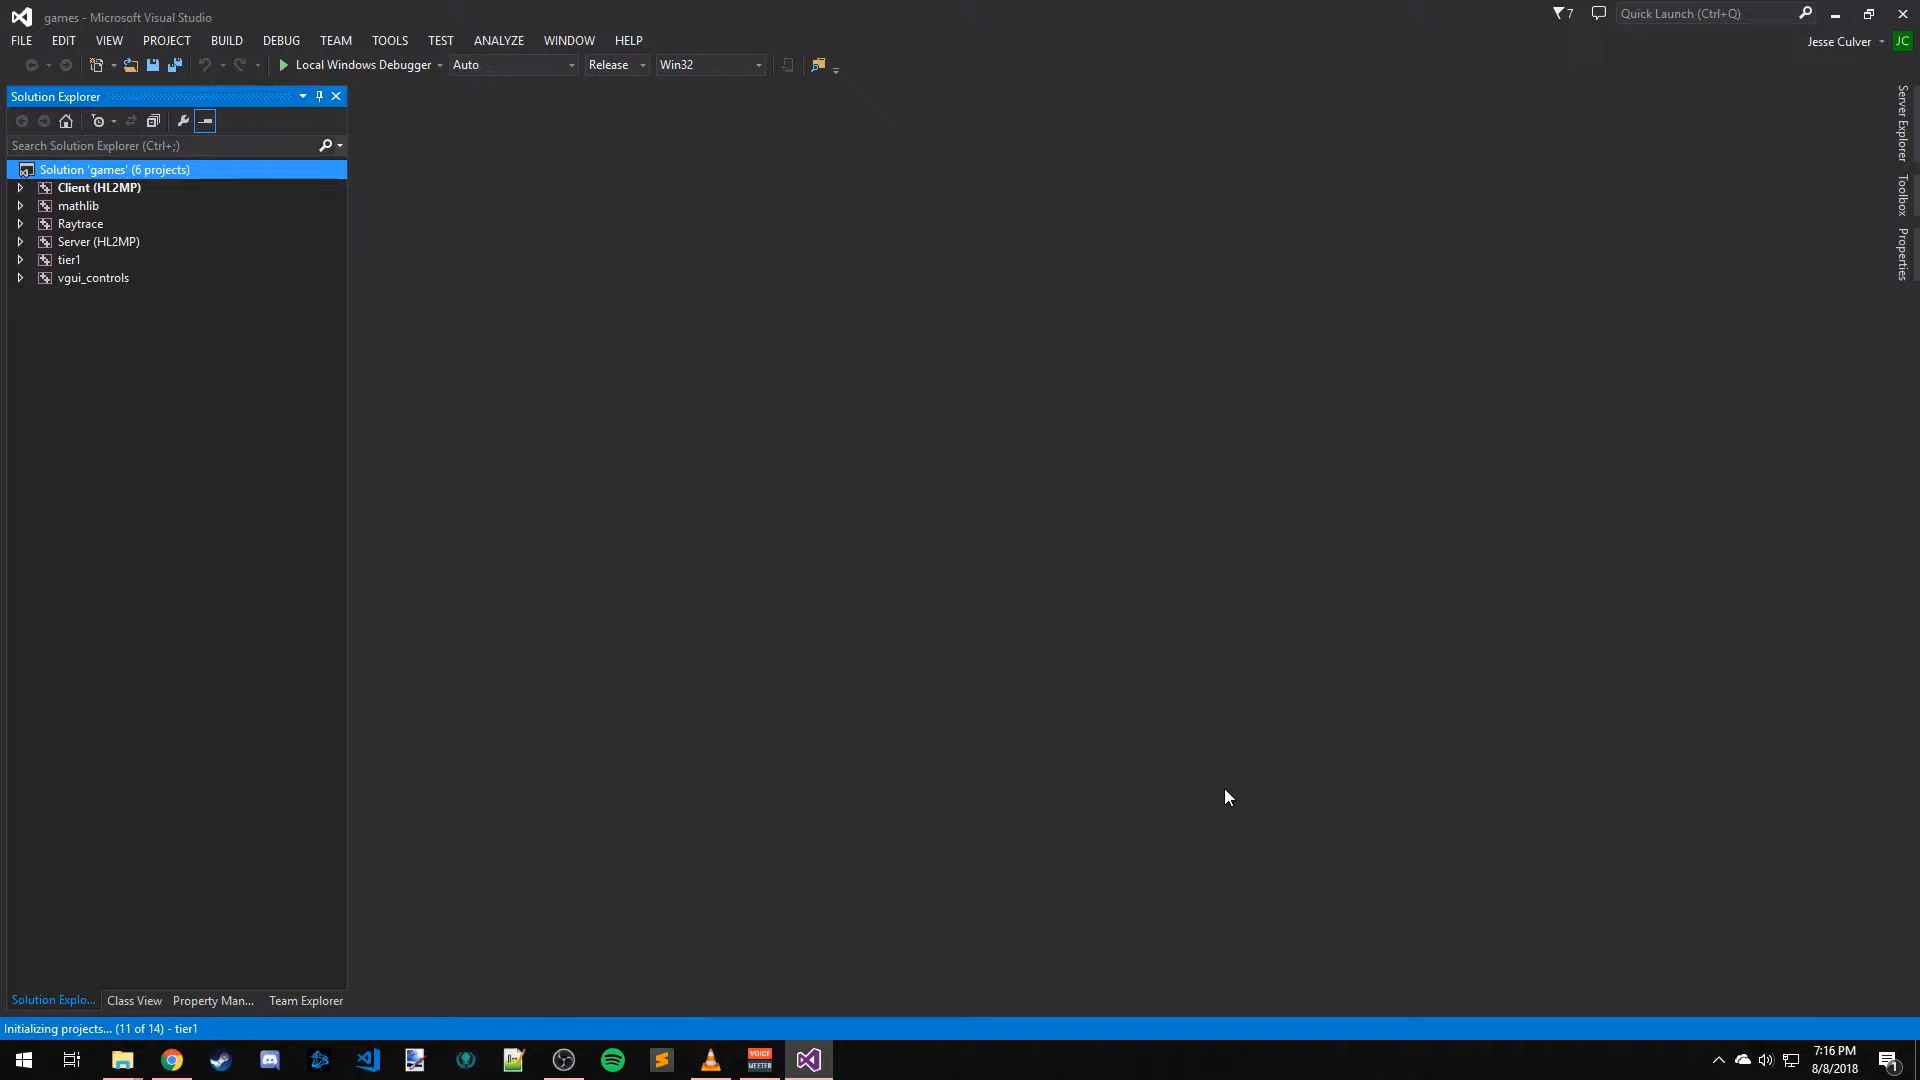 games - Microsoft Visual Studio
7
Quick Launch (Ctrl+Q)
FILE EDIT VIEW PROJECT BUILD DEBUG TEAM TOOLS TEST ANALYZE WINDOW HELP
Jesse Culver JC
Local Windows Debugger Auto Release Win32
Solution Explorer
Search Solution Explorer (Ctrl+;)
Solution 'games' (6 projects)
Client (HL2MP)
mathlib
Raytrace
Server (HL2MP)
tier1
vgui_controls
Server Explorer
Toolbox
Properties
Solution Explo... Class View Property Man... Team Explorer
Initializing projects... (11 of 14) - tier1
VOICE
MEETER
7:16 PM
8/8/2018
1